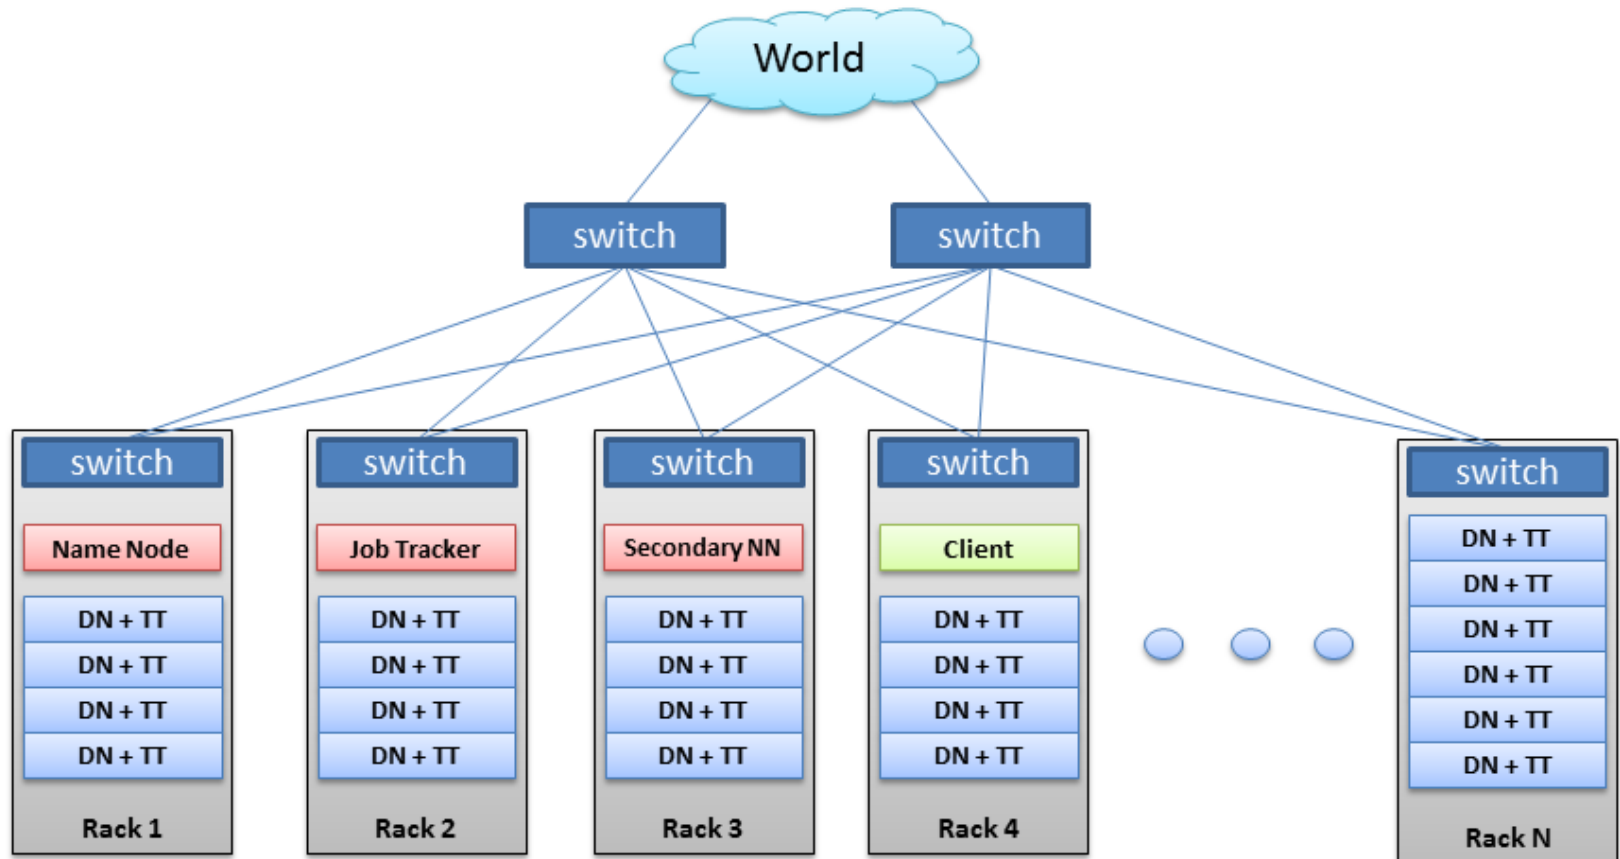 World
switch
switch
switch
Name Node
DN + TT
DN + TT
DN + TT
DN + TT
Rack 1
switch
Job Tracker
DN + TT
DN + TT
DN + TT
DN + TT
Rack 2
switch
Secondary NN
DN + TT
DN + TT
DN + TT
DN + TT
Rack 3
switch
Client
DN + TT
DN + TT
DN + TT
DN + TT
Rack 4
switch
DN + TT
DN + TT
DN + TT
DN + TT
DN + TT
DN + TT
Rack N